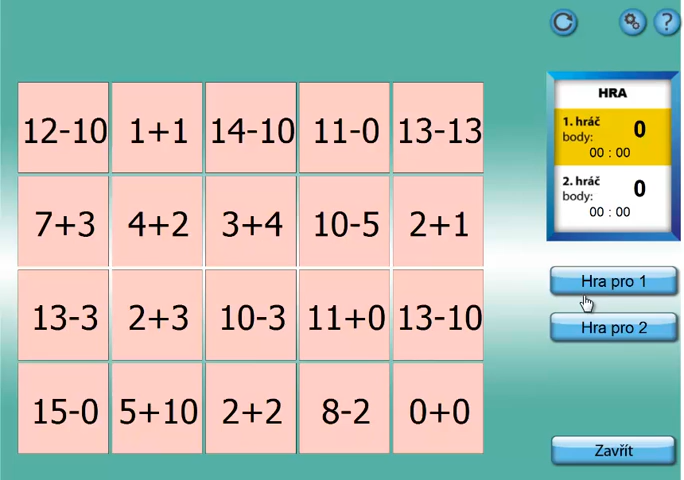 12-10 1+1 14-10 11-0 13-13
7+3 4+2 3+4 10-5 2+1
13-3 2+3 10-3 11+0 13-10
15-0 5+10 2+2 8-2 0+0
?
HRA
1. hráč
body: 0
00 : 00
2. hráč
body: 0
00 : 00
Hra pro 1
Hra pro 2
Zavřít